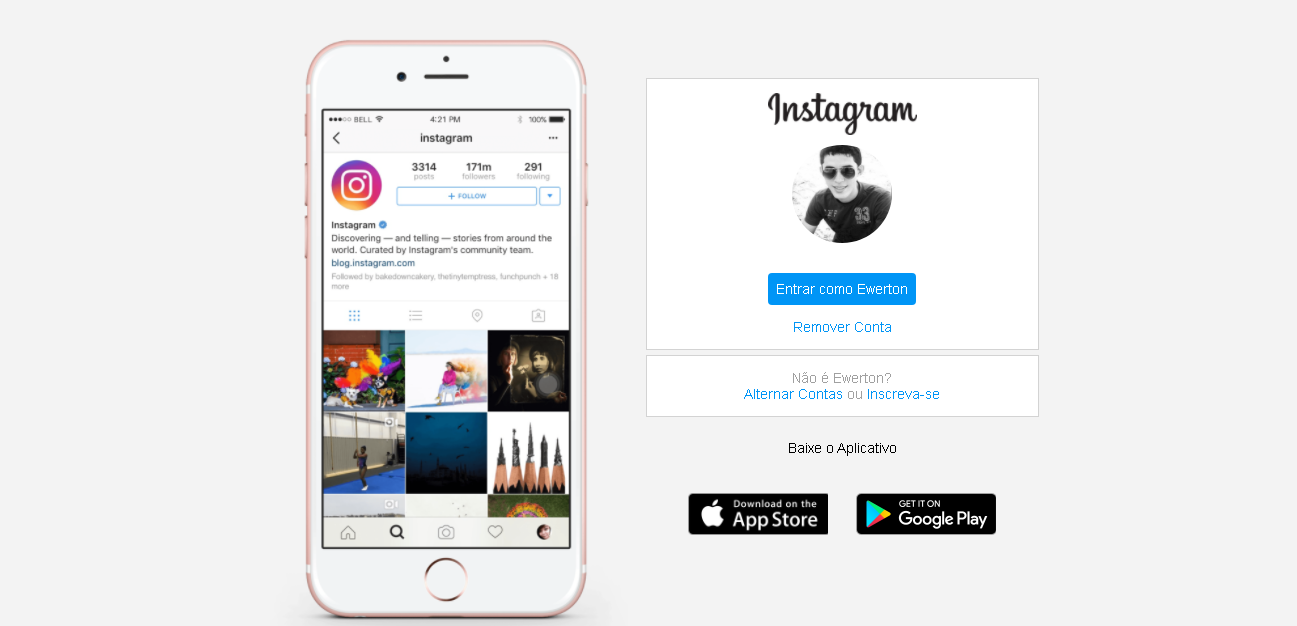 BELL
4:21 PM
100%
instagram
3314
171m
291
posts
followers
following
+ FOLLOW
Instagram
Discovering — and telling — stories from around the
world. Curated by Instagram's community team.
blog.instagram.com
Followed by bakedowncakery, thetinytemptness, funchpunch + 18
more
Instagram
33
Entrar como Ewerton
Remover Conta
Não é Ewerton?
Alternar Contas ou Inscreva-se
Baixe o Aplicativo
Download on the
App Store
GET IT ON
Google Play